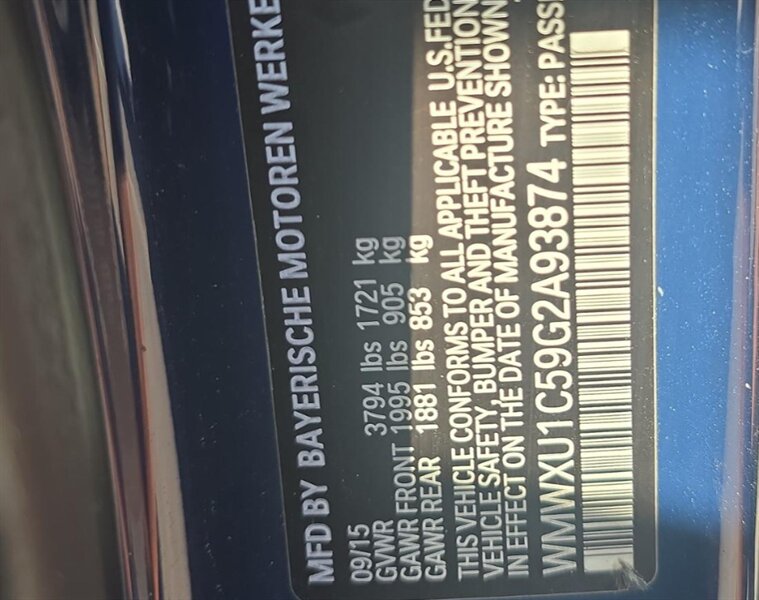 MFD BY BAYERISCHE MOTOREN WERKE
09/15
GVWR 3794 lbs 1721 kg
GAWR FRONT 1995 lbs 905 kg
GAWR REAR 1881 lbs 853 kg
THIS VEHICLE CONFORMS TO ALL APPLICABLE U.S.FED
VEHICLE SAFETY, BUMPER AND THEFT PREVENTION
IN EFFECT ON THE DATE OF MANUFACTURE SHOWN
WMWXU1C59G2A93874 TYPE: PASS